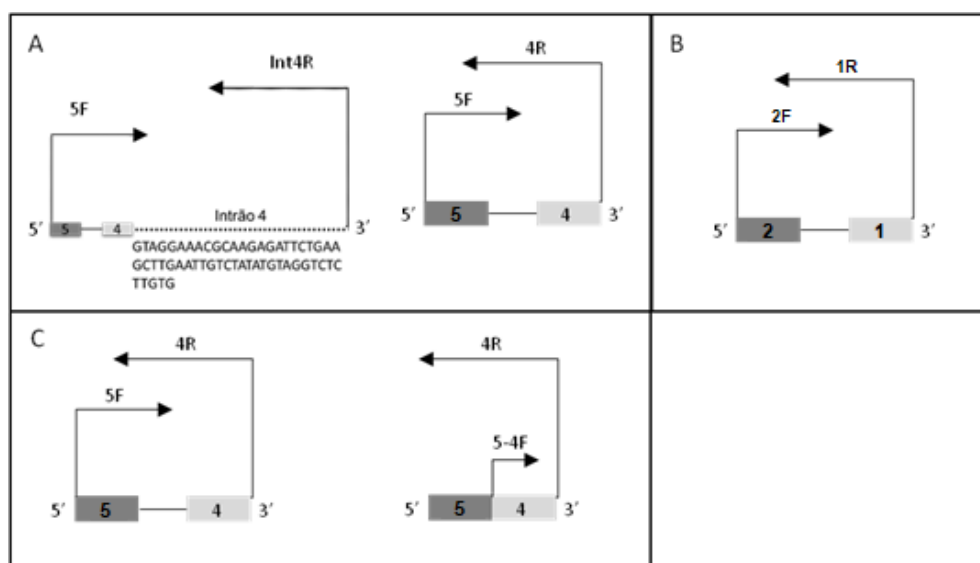 A
Int4R
5F
5´ 5 4 Intrão 4 3´
GTAGGAAACGCAAGAGATTCTGAA
GCTTGAATTGTCTATATGTAGGTCTC
TTGTG
4R
5F
5´ 5 4 3´
B
1R
2F
5´ 2 1 3´
C
4R
5F
5´ 5 4 3´
4R
5-4F
5´ 5 4 3´